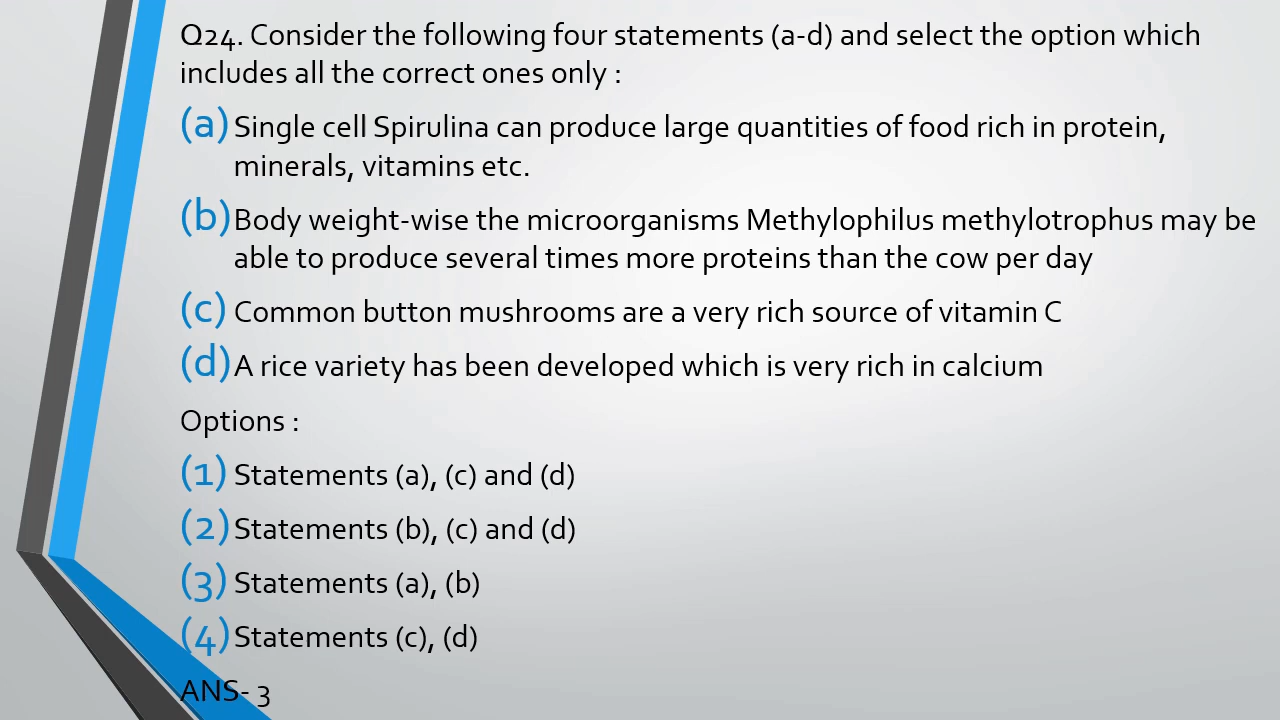 Q24. Consider the following four statements (a-d) and select the option which
includes all the correct ones only :
(a) Single cell Spirulina can produce large quantities of food rich in protein,
minerals, vitamins etc.
(b) Body weight-wise the microorganisms Methylophilus methylotrophus may be
able to produce several times more proteins than the cow per day
(c) Common button mushrooms are a very rich source of vitamin C
(d) A rice variety has been developed which is very rich in calcium
Options :
(1) Statements (a), (c) and (d)
(2) Statements (b), (c) and (d)
(3) Statements (a), (b)
(4) Statements (c), (d)
ANS- 3